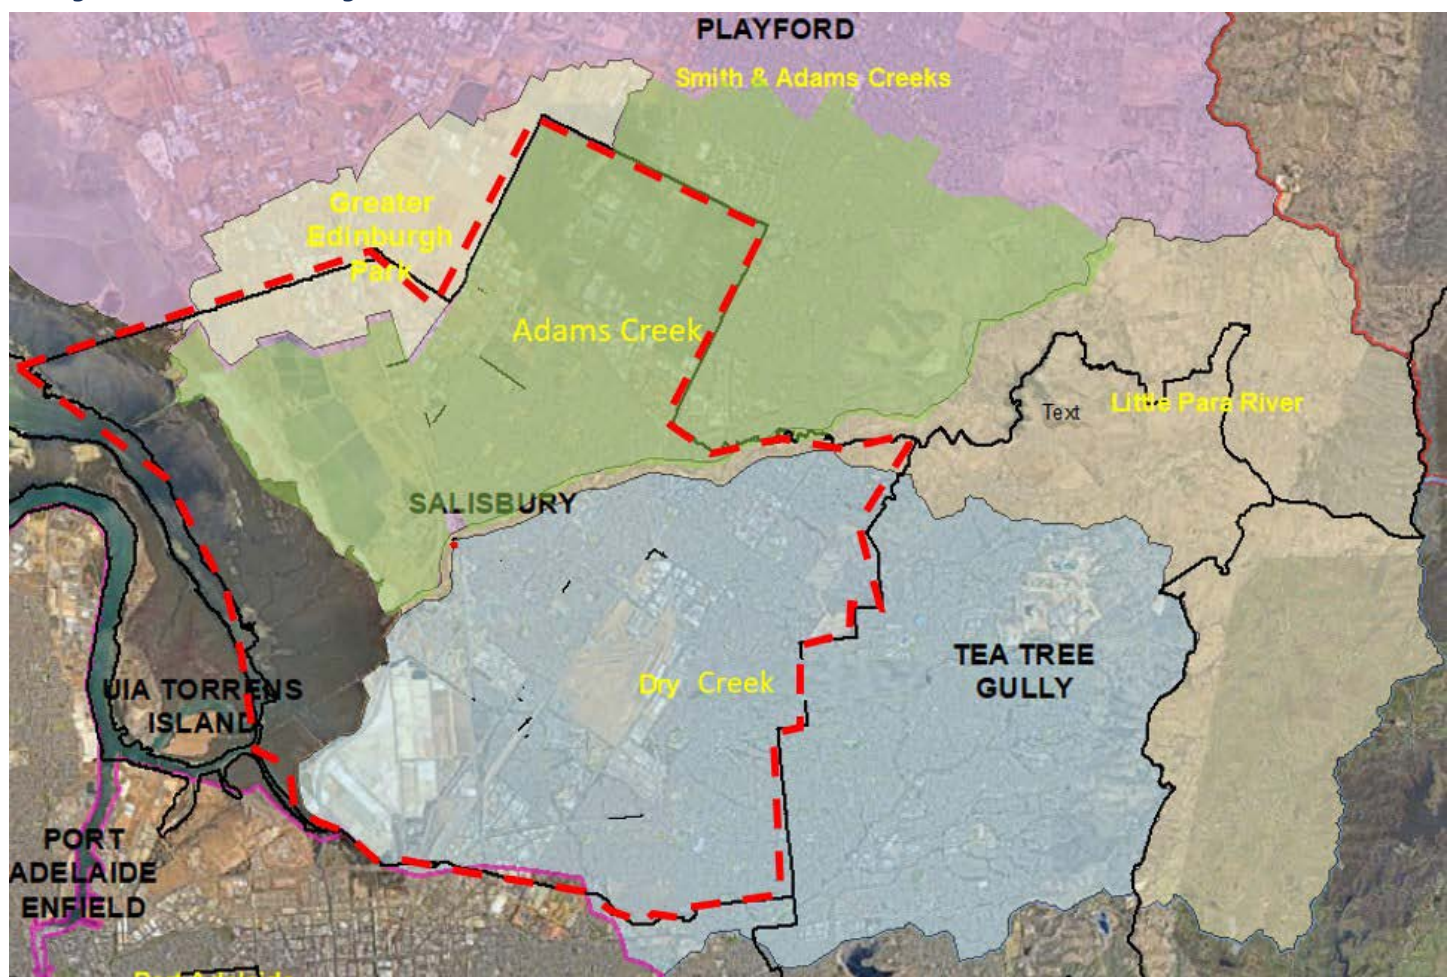 PLAYFORD
Smith & Adams Creeks
Greater
Edinburgh
Park
Adams Creek
Text
Little Para River
SALISBURY
TEA TREE
GULLY
Dry Creek
UIA TORRENS
ISLAND
PORT
ADELAIDE
ENFIELD